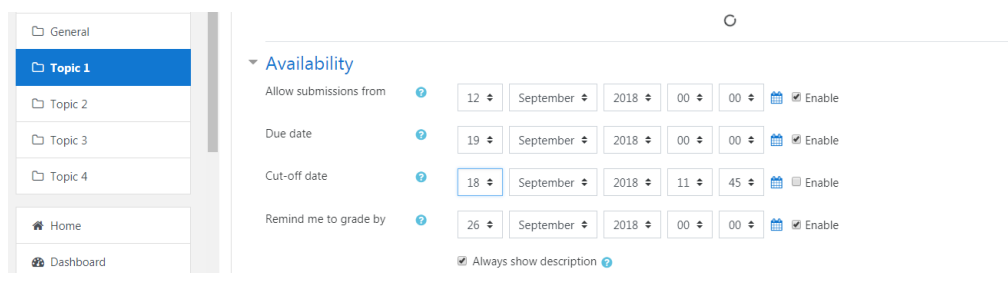 General
Topic 1
Topic 2
Topic 3
Topic 4
Home
Dashboard
Availability
Allow submissions from ? 12 September 2018 00 00 Enable
Due date ? 19 September 2018 00 00 Enable
Cut-off date ? 18 September 2018 11 45 Enable
Remind me to grade by ? 26 September 2018 00 00 Enable
Always show description ?